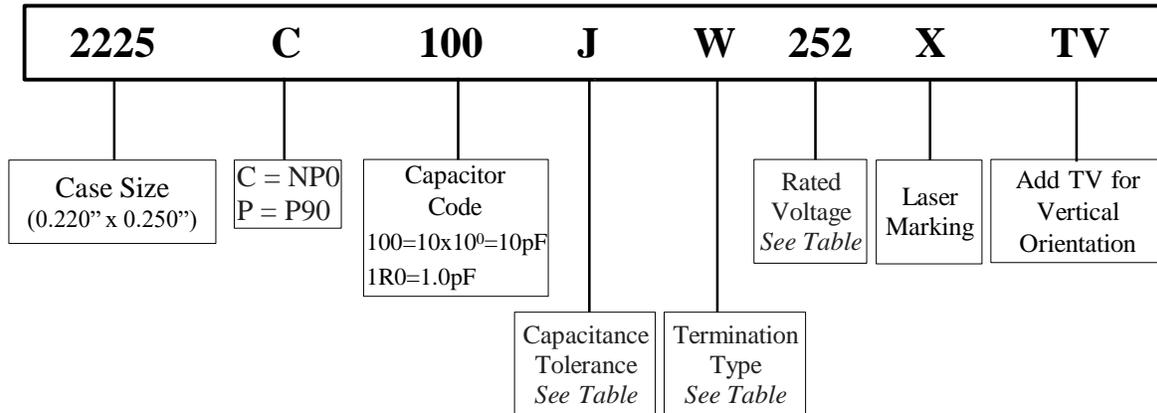 2225 C 100 J W 252 X TV
Case Size
(0.220” x 0.250”)
C = NP0
P = P90
Capacitor
Code
100=10x10⁰=10pF
1R0=1.0pF
Capacitance
Tolerance
See Table
Termination
Type
See Table
Rated
Voltage
See Table
Laser
Marking
Add TV for
Vertical
Orientation